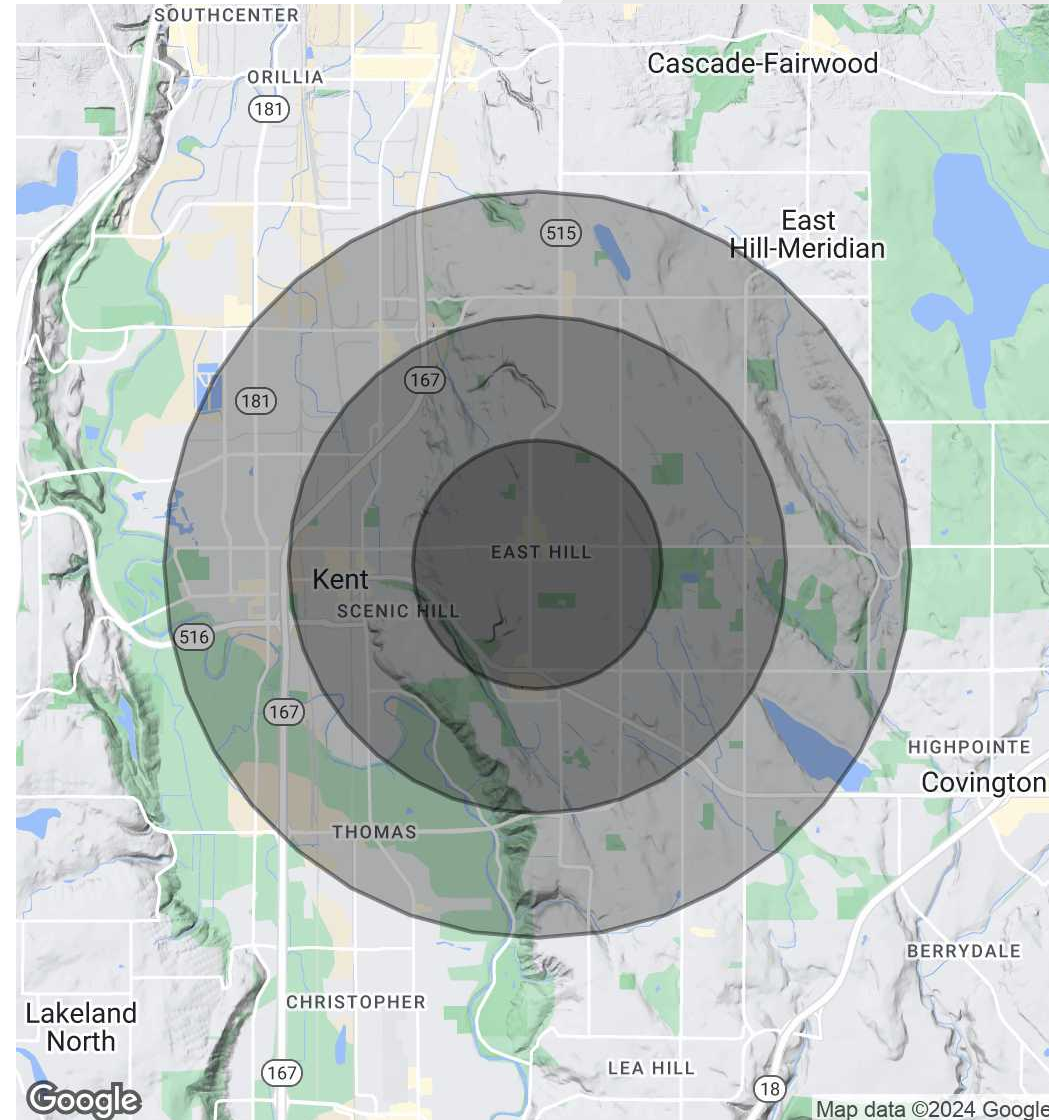 SOUTHCENTER
Cascade-Fairwood
ORILLIA
181
East
Hill-Meridian
515
167
181
EAST HILL
Kent
SCENIC HILL
516
167
HIGHPOINTE
Covington
THOMAS
BERRYDALE
CHRISTOPHER
Lakeland
North
LEA HILL
167
18
Google
Map data ©2024 Google